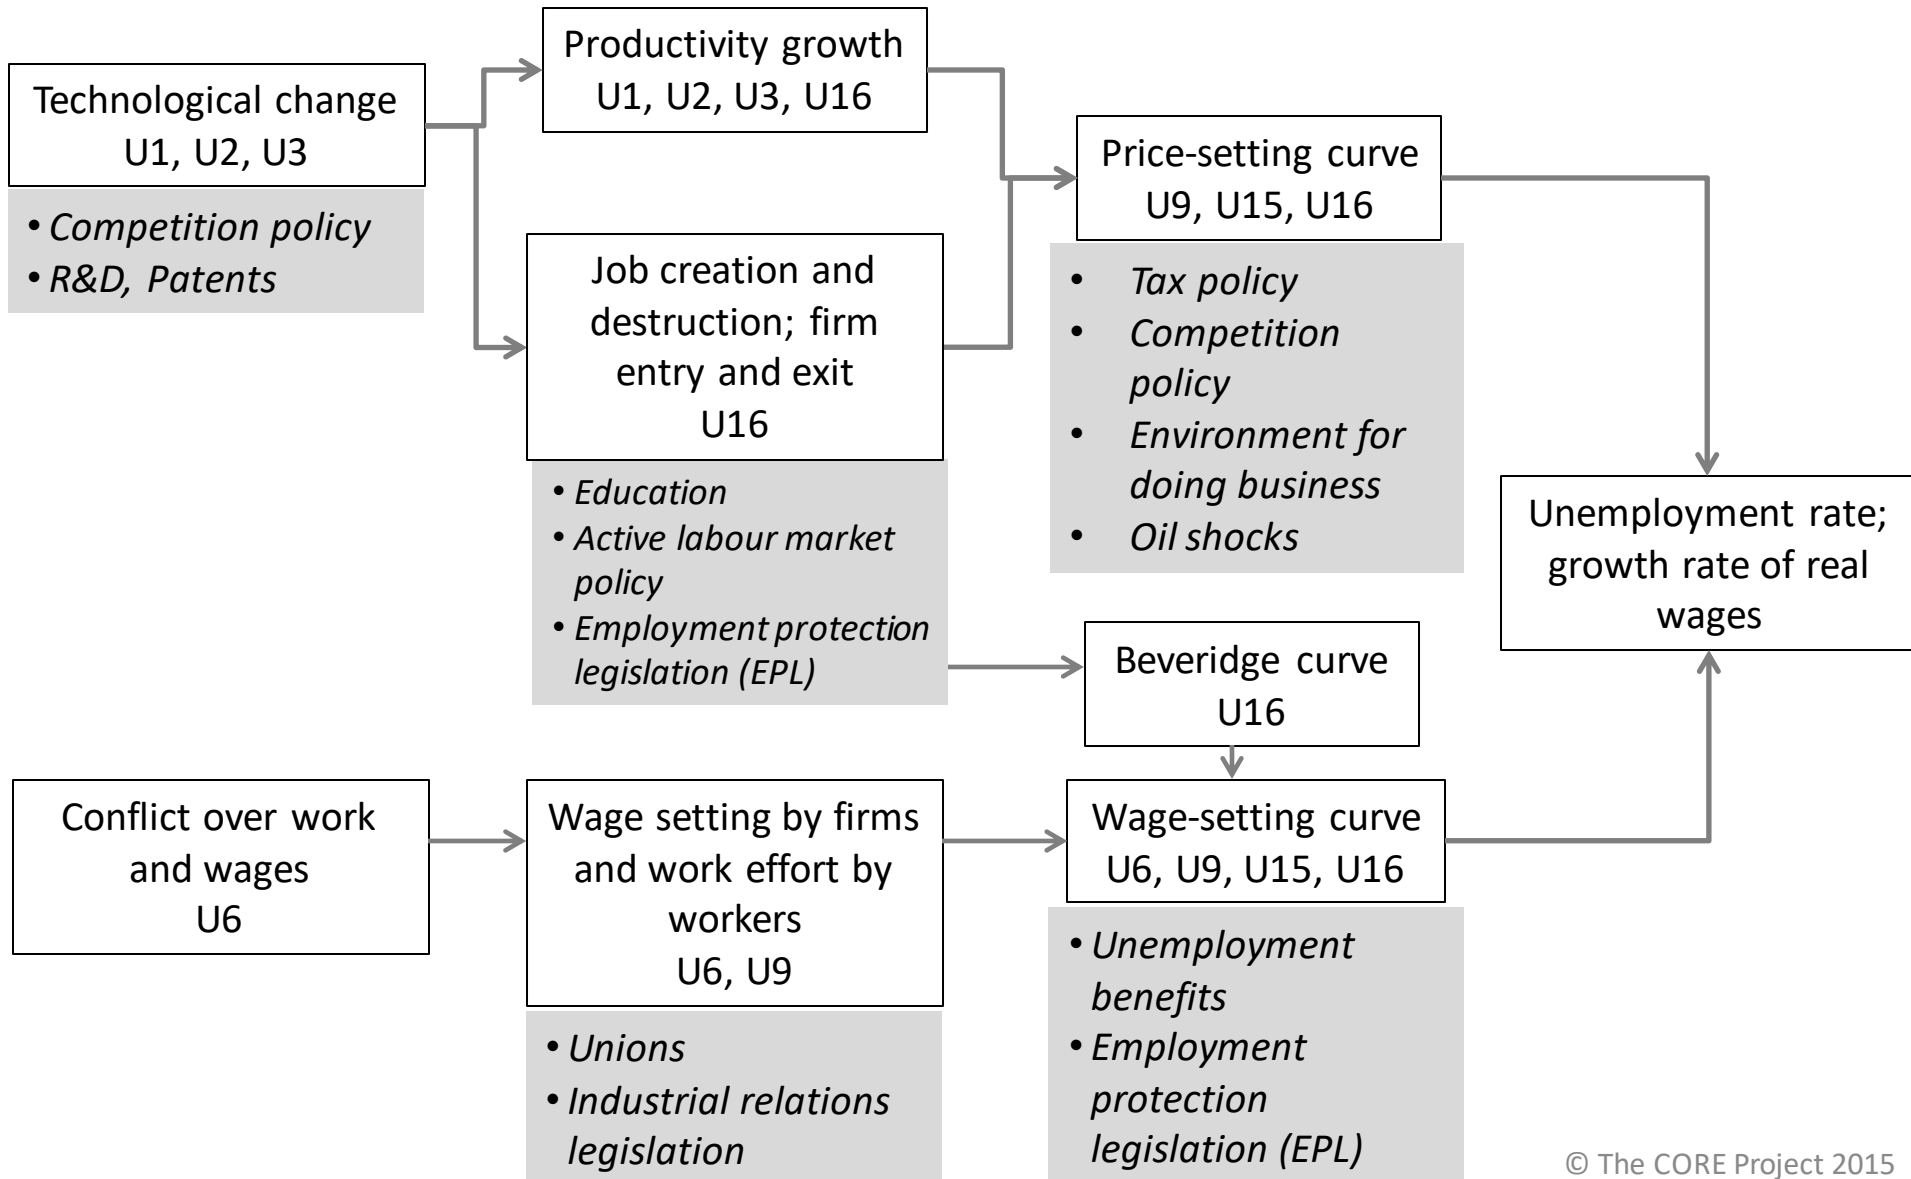 Technological change
U1, U2, U3
• Competition policy
• R&D, Patents
Productivity growth
U1, U2, U3, U16
Job creation and
destruction; firm
entry and exit
U16
• Education
• Active labour market
policy
• Employment protection
legislation (EPL)
Price-setting curve
U9, U15, U16
• Tax policy
• Competition
policy
• Environment for
doing business
• Oil shocks
Unemployment rate;
growth rate of real
wages
Beveridge curve
U16
Conflict over work
and wages
U6
Wage setting by firms
and work effort by
workers
U6, U9
• Unions
• Industrial relations
legislation
Wage-setting curve
U6, U9, U15, U16
• Unemployment
benefits
• Employment
protection
legislation (EPL)
© The CORE Project 2015